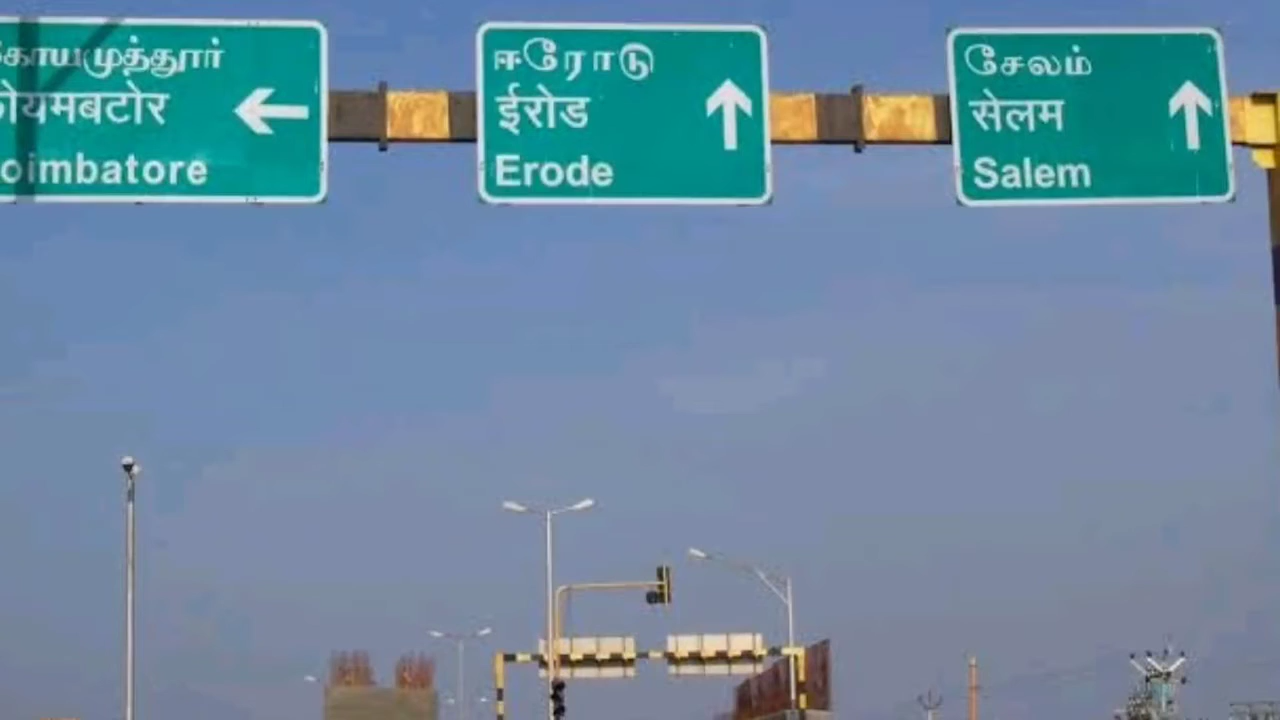 கோயமுத்தூர்
कोयमबटोर
oimbatore
ஈரோடு
ईरोड
Erode
சேலம்
सेलम
Salem